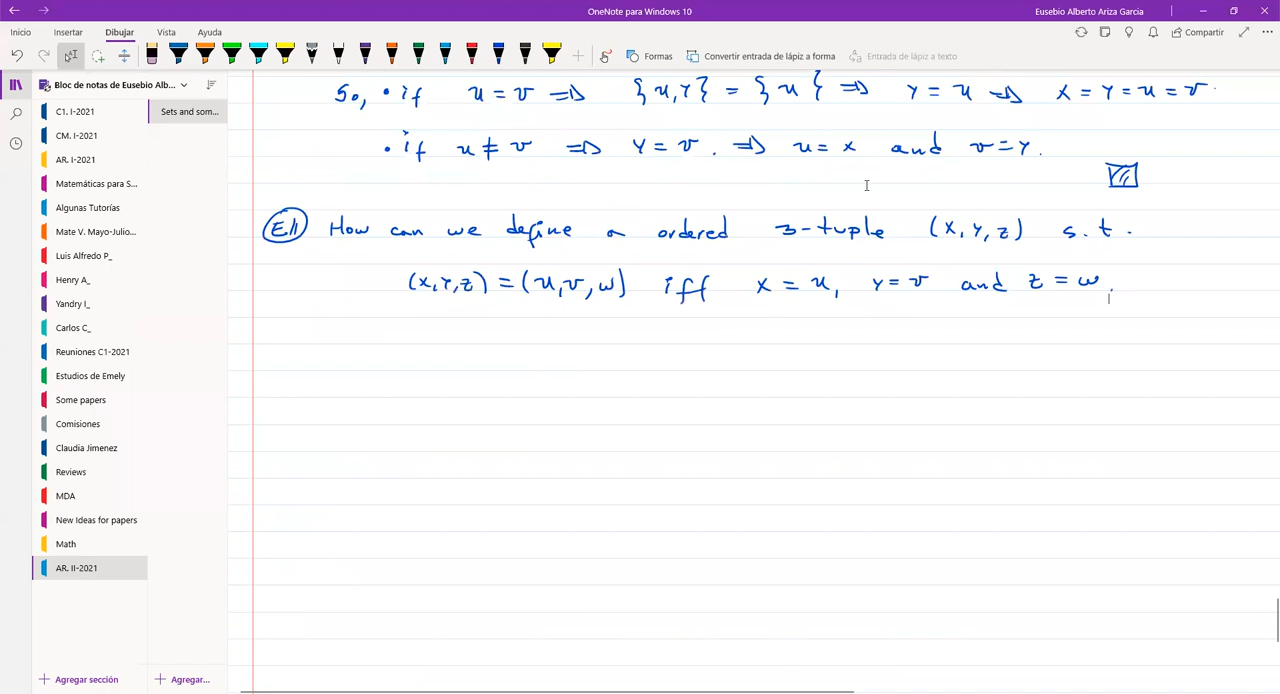 OneNote para Windows 10
Eusebio Alberto Ariza Garcia
Inicio Insertar Dibujar Vista Ayuda
Compartir
Formas Convertir entrada de lápiz a forma Entrada de lápiz a texto
Bloc de notas de Eusebio Alb...
C1. I-2021
CM. I-2021
AR. I-2021
Matemáticas para S...
Algunas Tutorías
Mate V. Mayo-Julio...
Luis Alfredo P_
Henry A_
Yandry I_
Carlos C_
Reuniones C1-2021
Estudios de Emely
Some papers
Comisiones
Claudia Jimenez
Reviews
MDA
New Ideas for papers
Math
AR. II-2021
Agregar sección
Sets and som...
Agregar...
So, • if u = v ⇒ {u,Y} = {u} ⇒ Y = u ⇒ X = Y = u = v.
• if u ≠ v ⇒ Y = v. ⇒ u = x and v = Y.
How can we define a ordered 3-tuple (X,Y,z) s.t.
(X,Y,z) = (u,v,w) iff x = u, Y = v and z = w.